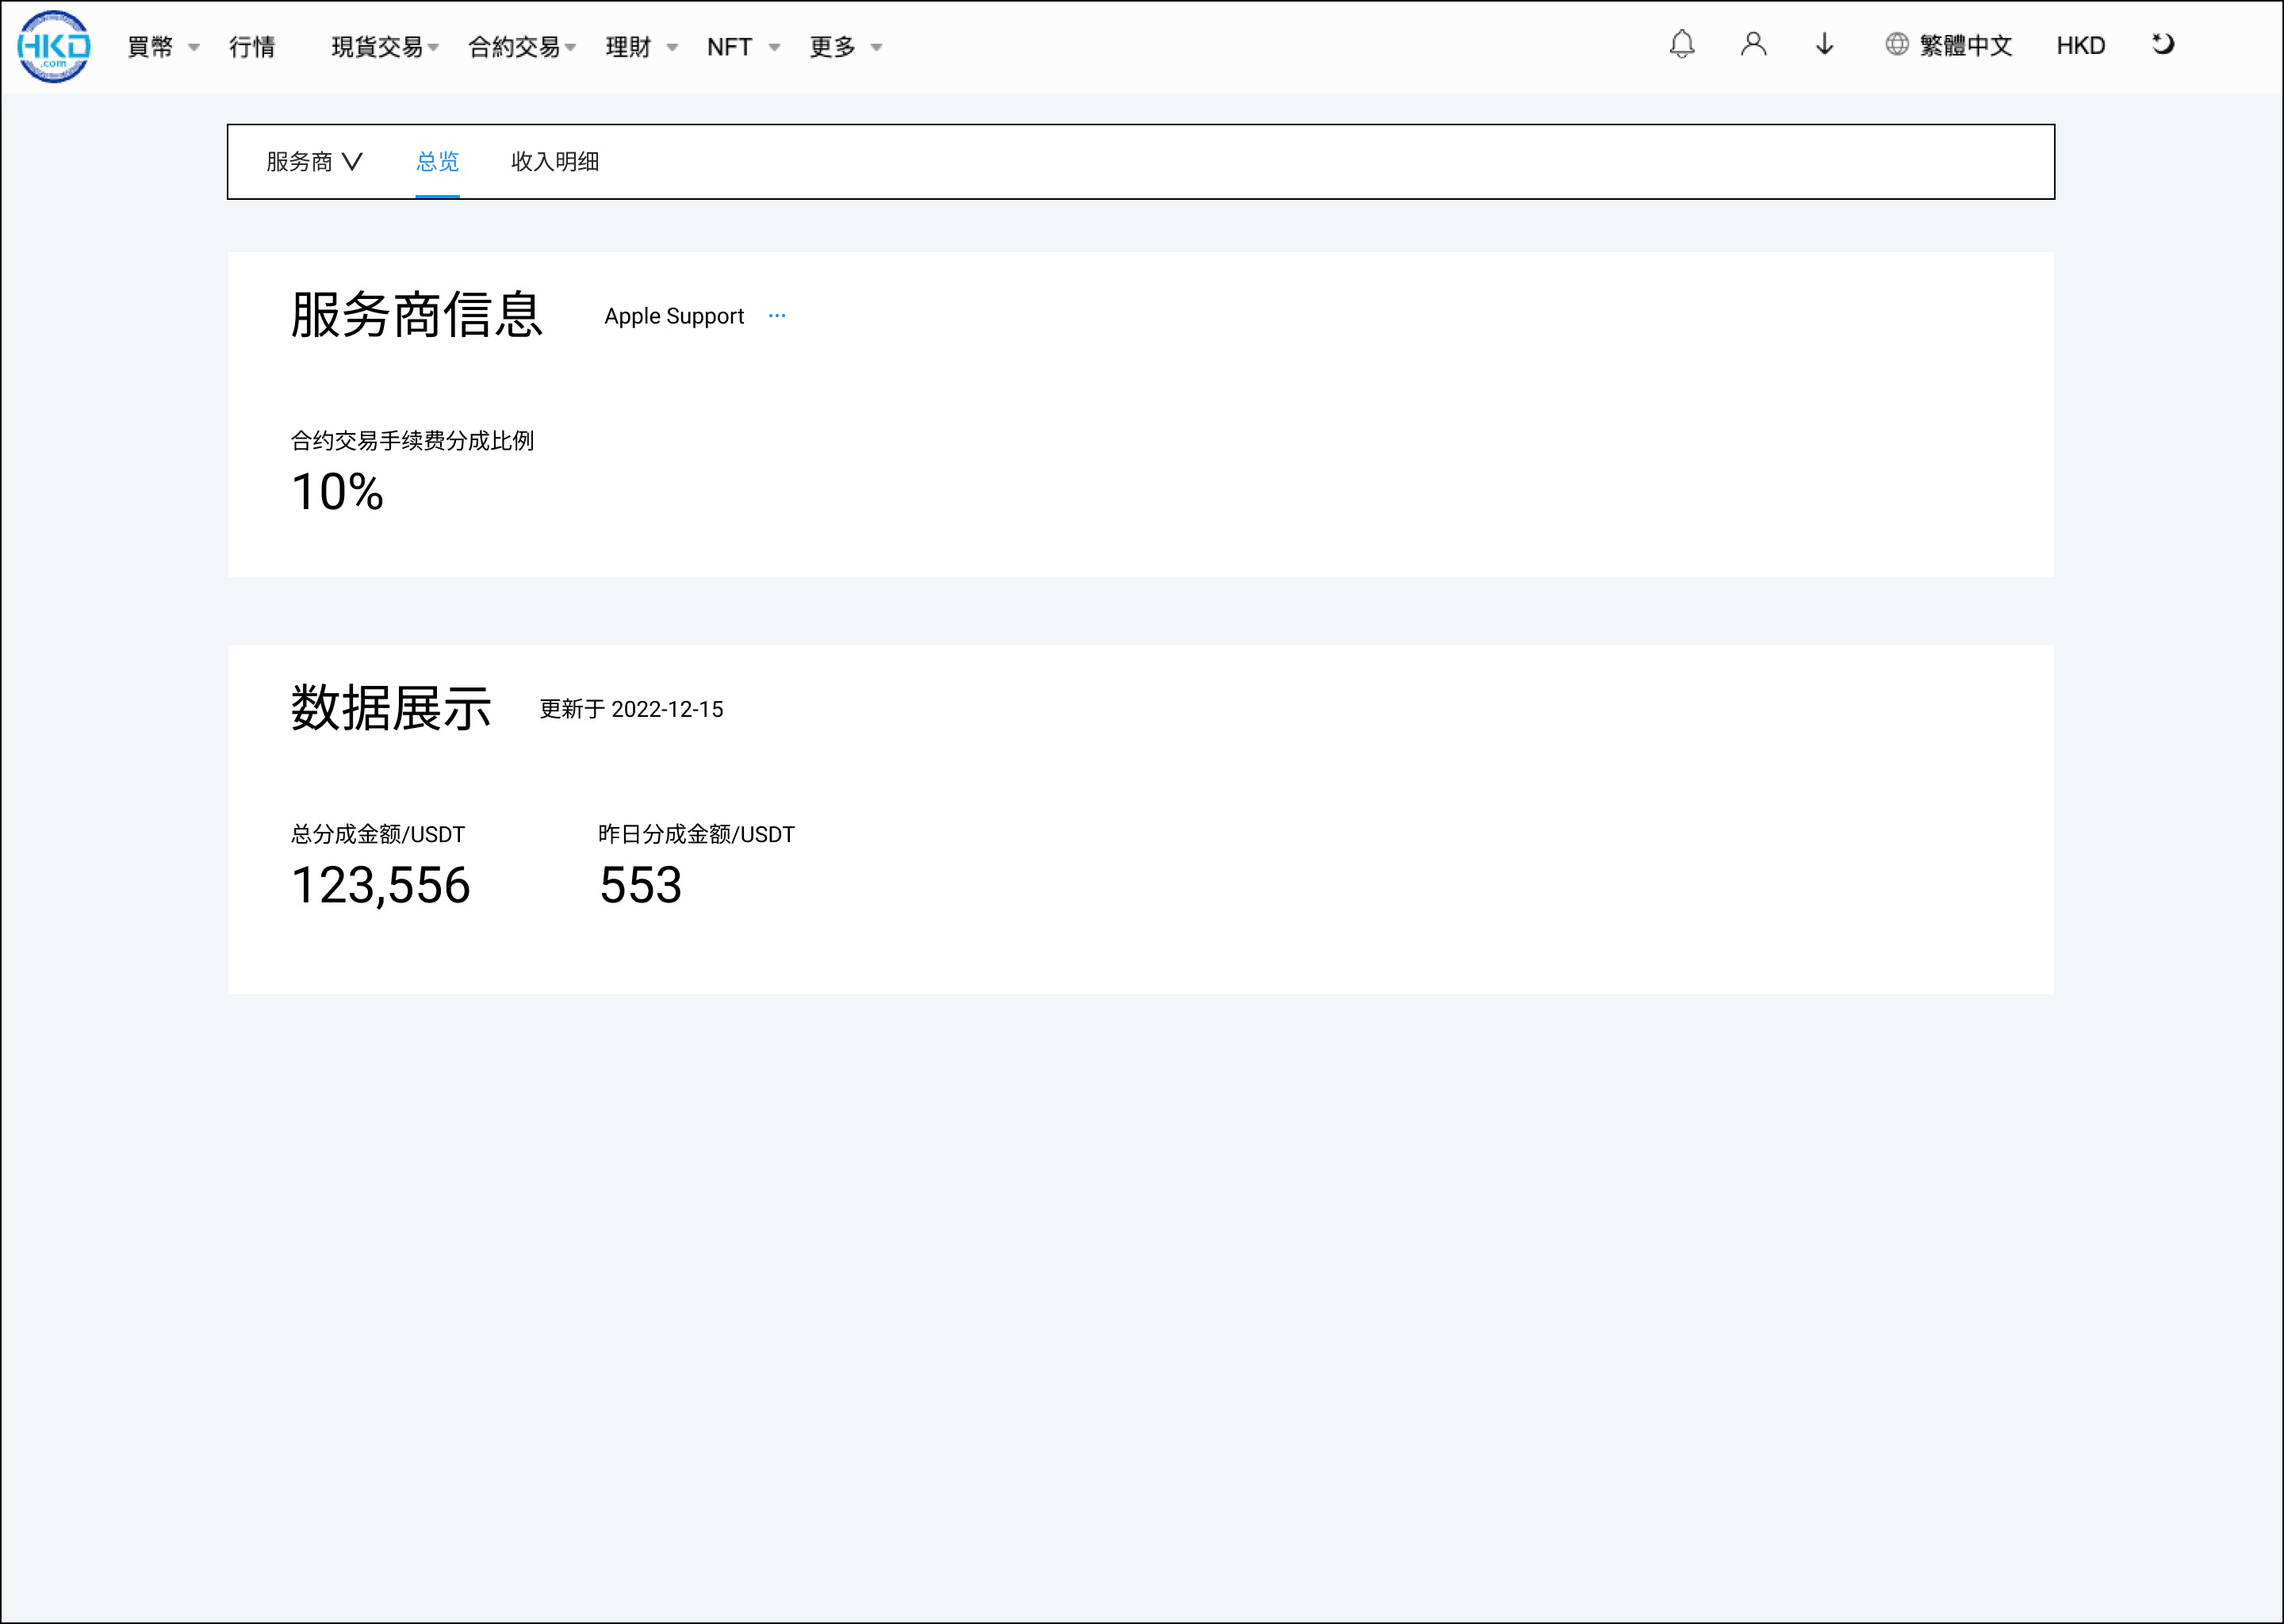 HKD
.com
買幣 行情 現貨交易 合約交易 理財 NFT 更多 繁體中文 HKD
服务商 总览 收入明细
服务商信息 Apple Support ...
合约交易手续费分成比例
10%
数据展示 更新于 2022-12-15
总分成金额/USDT 昨日分成金额/USDT
123,556 553